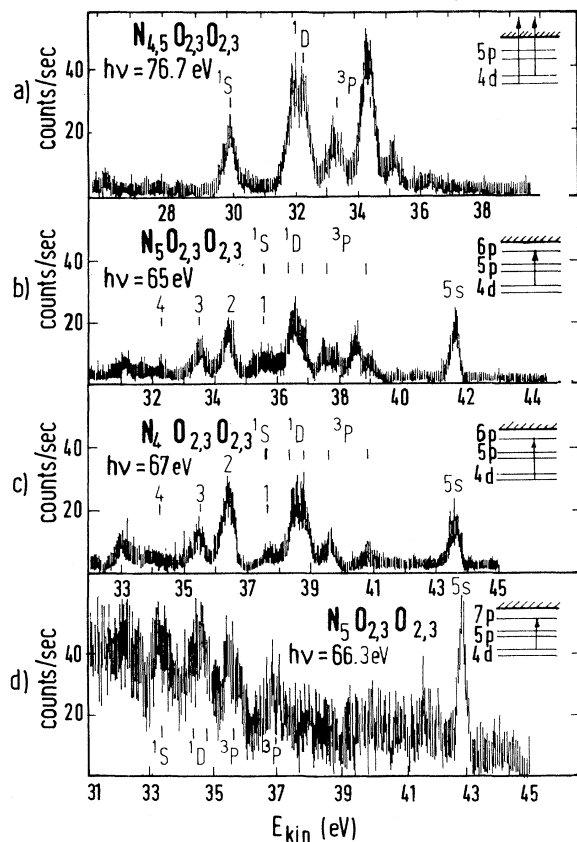 a)
counts/sec
40
20
N4,5 O2,3 O2,3
hν = 76.7 eV
1S
1D
3P
5p
4d
28 30 32 34 36 38
b)
counts/sec
40
20
N5 O2,3 O2,3
hν = 65 eV
1S 1D 3P
4 3 2 1
5s
6p
5p
4d
32 34 36 38 40 42 44
c)
counts/sec
40
20
N4 O2,3 O2,3
hν = 67 eV
1S 1D 3P
4 3 2 1
5s
6p
5p
4d
33 35 37 39 41 43 45
d)
counts/sec
40
20
N5 O2,3 O2,3
hν = 66.3 eV
5s
7p
5p
4d
1S 1D 3P 3P
31 33 35 37 39 41 43 45
Ekin (eV)